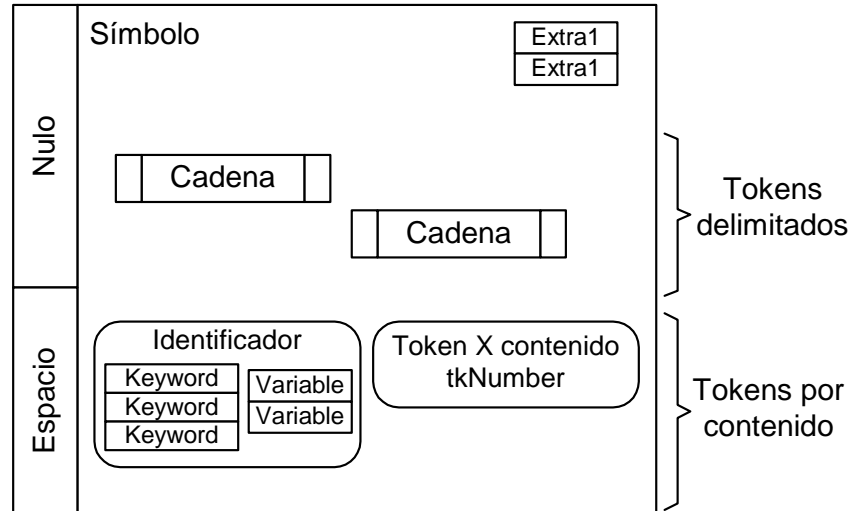 Símbolo
Extra1
Extra1
Nulo
Cadena
Cadena
Tokens
delimitados
Espacio
Identificador
Keyword
Keyword
Keyword
Variable
Variable
Token X contenido
tkNumber
Tokens por
contenido